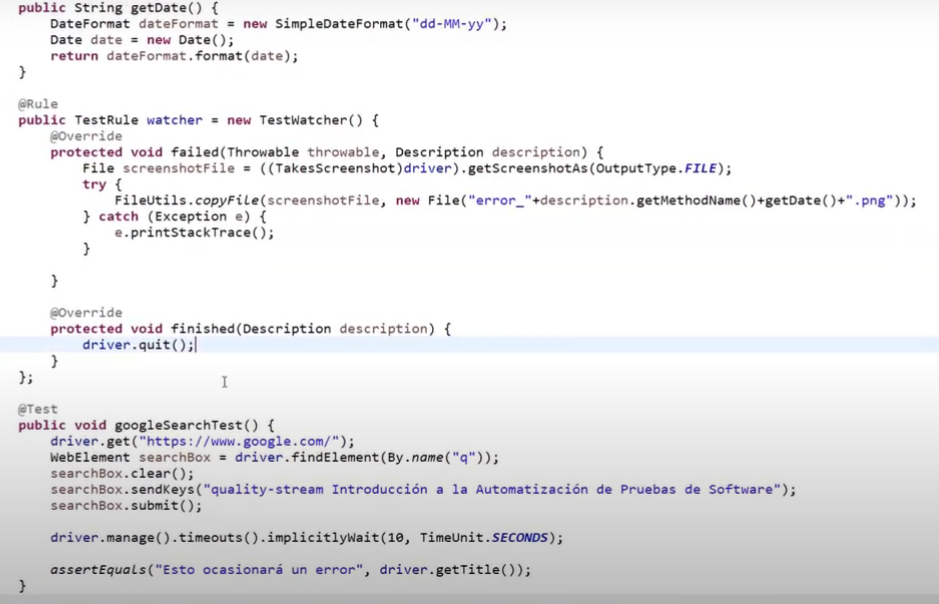 public String getDate() {
DateFormat dateFormat = new SimpleDateFormat("dd-MM-yy");
Date date = new Date();
return dateFormat.format(date);
}
@Rule
public TestRule watcher = new TestWatcher() {
@Override
protected void failed(Throwable throwable, Description description) {
File screenshotFile = ((TakesScreenshot)driver).getScreenshotAs(OutputType.FILE);
try {
FileUtils.copyFile(screenshotFile, new File("error_"+description.getMethodName()+getDate()+".png"));
} catch (Exception e) {
e.printStackTrace();
}
}
@Override
protected void finished(Description description) {
driver.quit();
}
};
@Test
public void googleSearchTest() {
driver.get("https://www.google.com/");
WebElement searchBox = driver.findElement(By.name("q"));
searchBox.clear();
searchBox.sendKeys("quality-stream Introducción a la Automatización de Pruebas de Software");
searchBox.submit();
driver.manage().timeouts().implicitlyWait(10, TimeUnit.SECONDS);
assertEquals("Esto ocasionará un error", driver.getTitle());
}